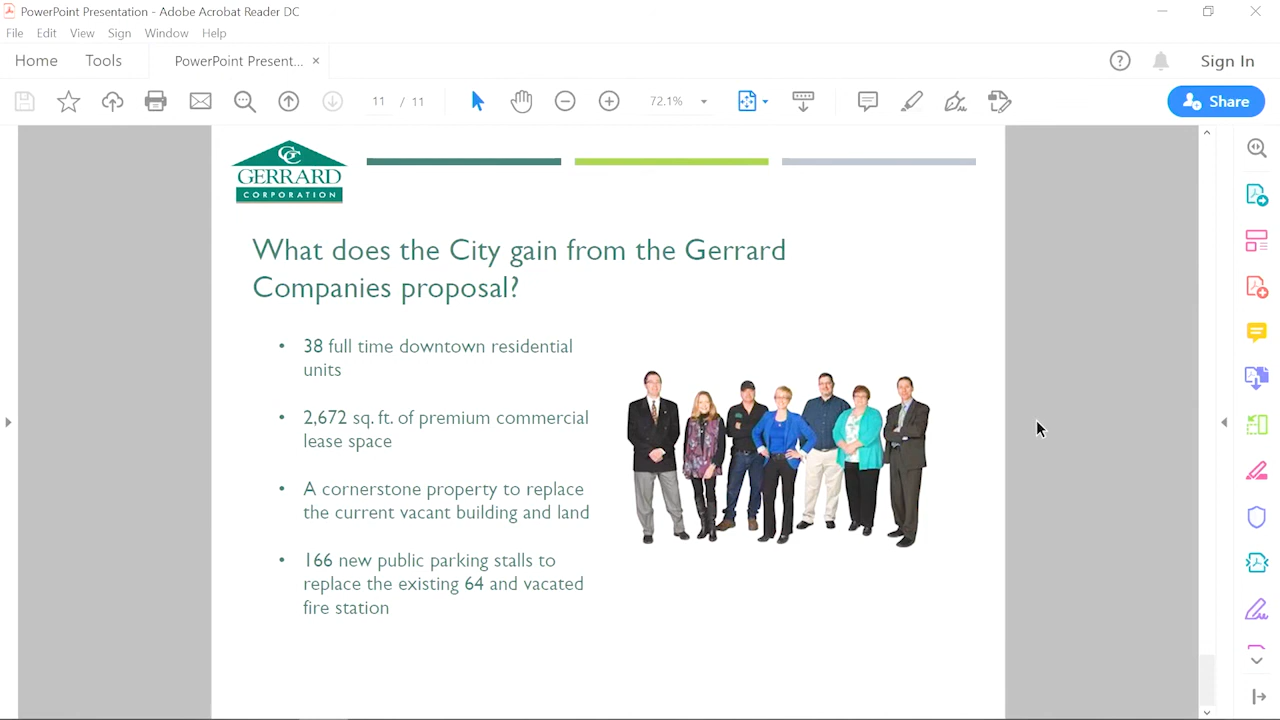 PowerPoint Presentation - Adobe Acrobat Reader DC
File Edit View Sign Window Help
Home Tools PowerPoint Present... × Sign In
11 / 11 72.1% Share
GC
GERRARD
CORPORATION
What does the City gain from the Gerrard
Companies proposal?
• 38 full time downtown residential
units
• 2,672 sq. ft. of premium commercial
lease space
• A cornerstone property to replace
the current vacant building and land
• 166 new public parking stalls to
replace the existing 64 and vacated
fire station